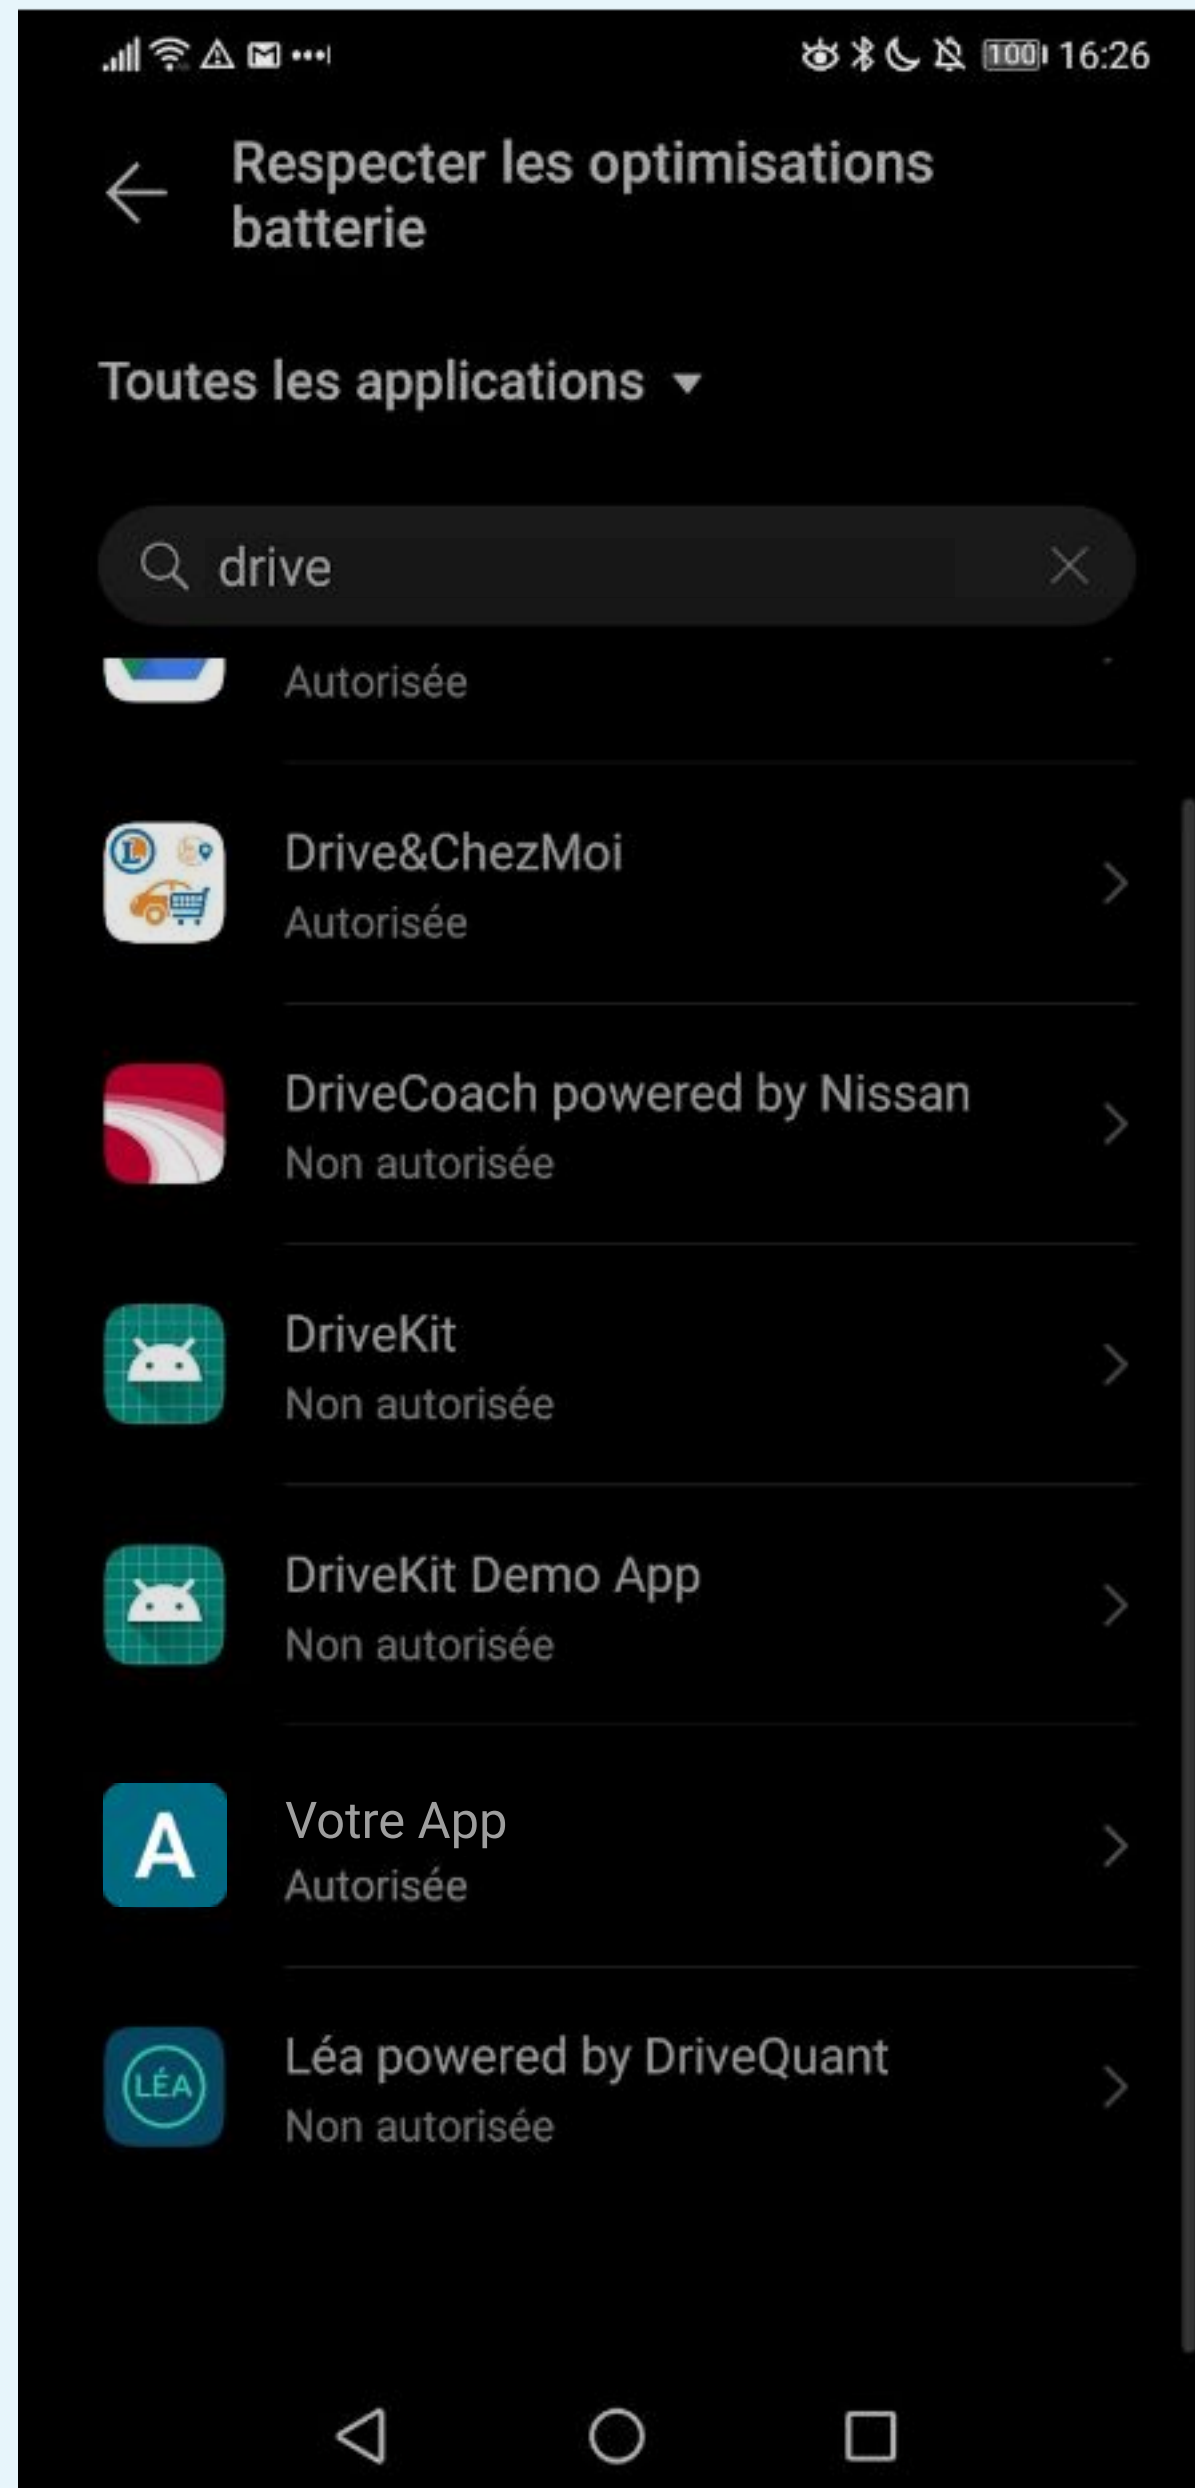 100 16:26
Respecter les optimisations
batterie
Toutes les applications
drive
Autorisée
Drive&ChezMoi
Autorisée
DriveCoach powered by Nissan
Non autorisée
DriveKit
Non autorisée
DriveKit Demo App
Non autorisée
A
Votre App
Autorisée
LÉA
Léa powered by DriveQuant
Non autorisée